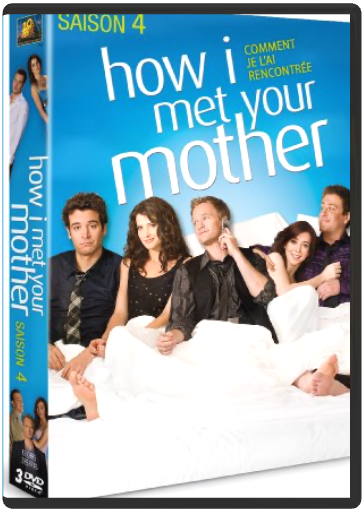 SAISON 4
how i
COMMENT
JE L'AI
RENCONTRÉE
met your
mother
how i met your
mother
SAISON 4
3 DVD